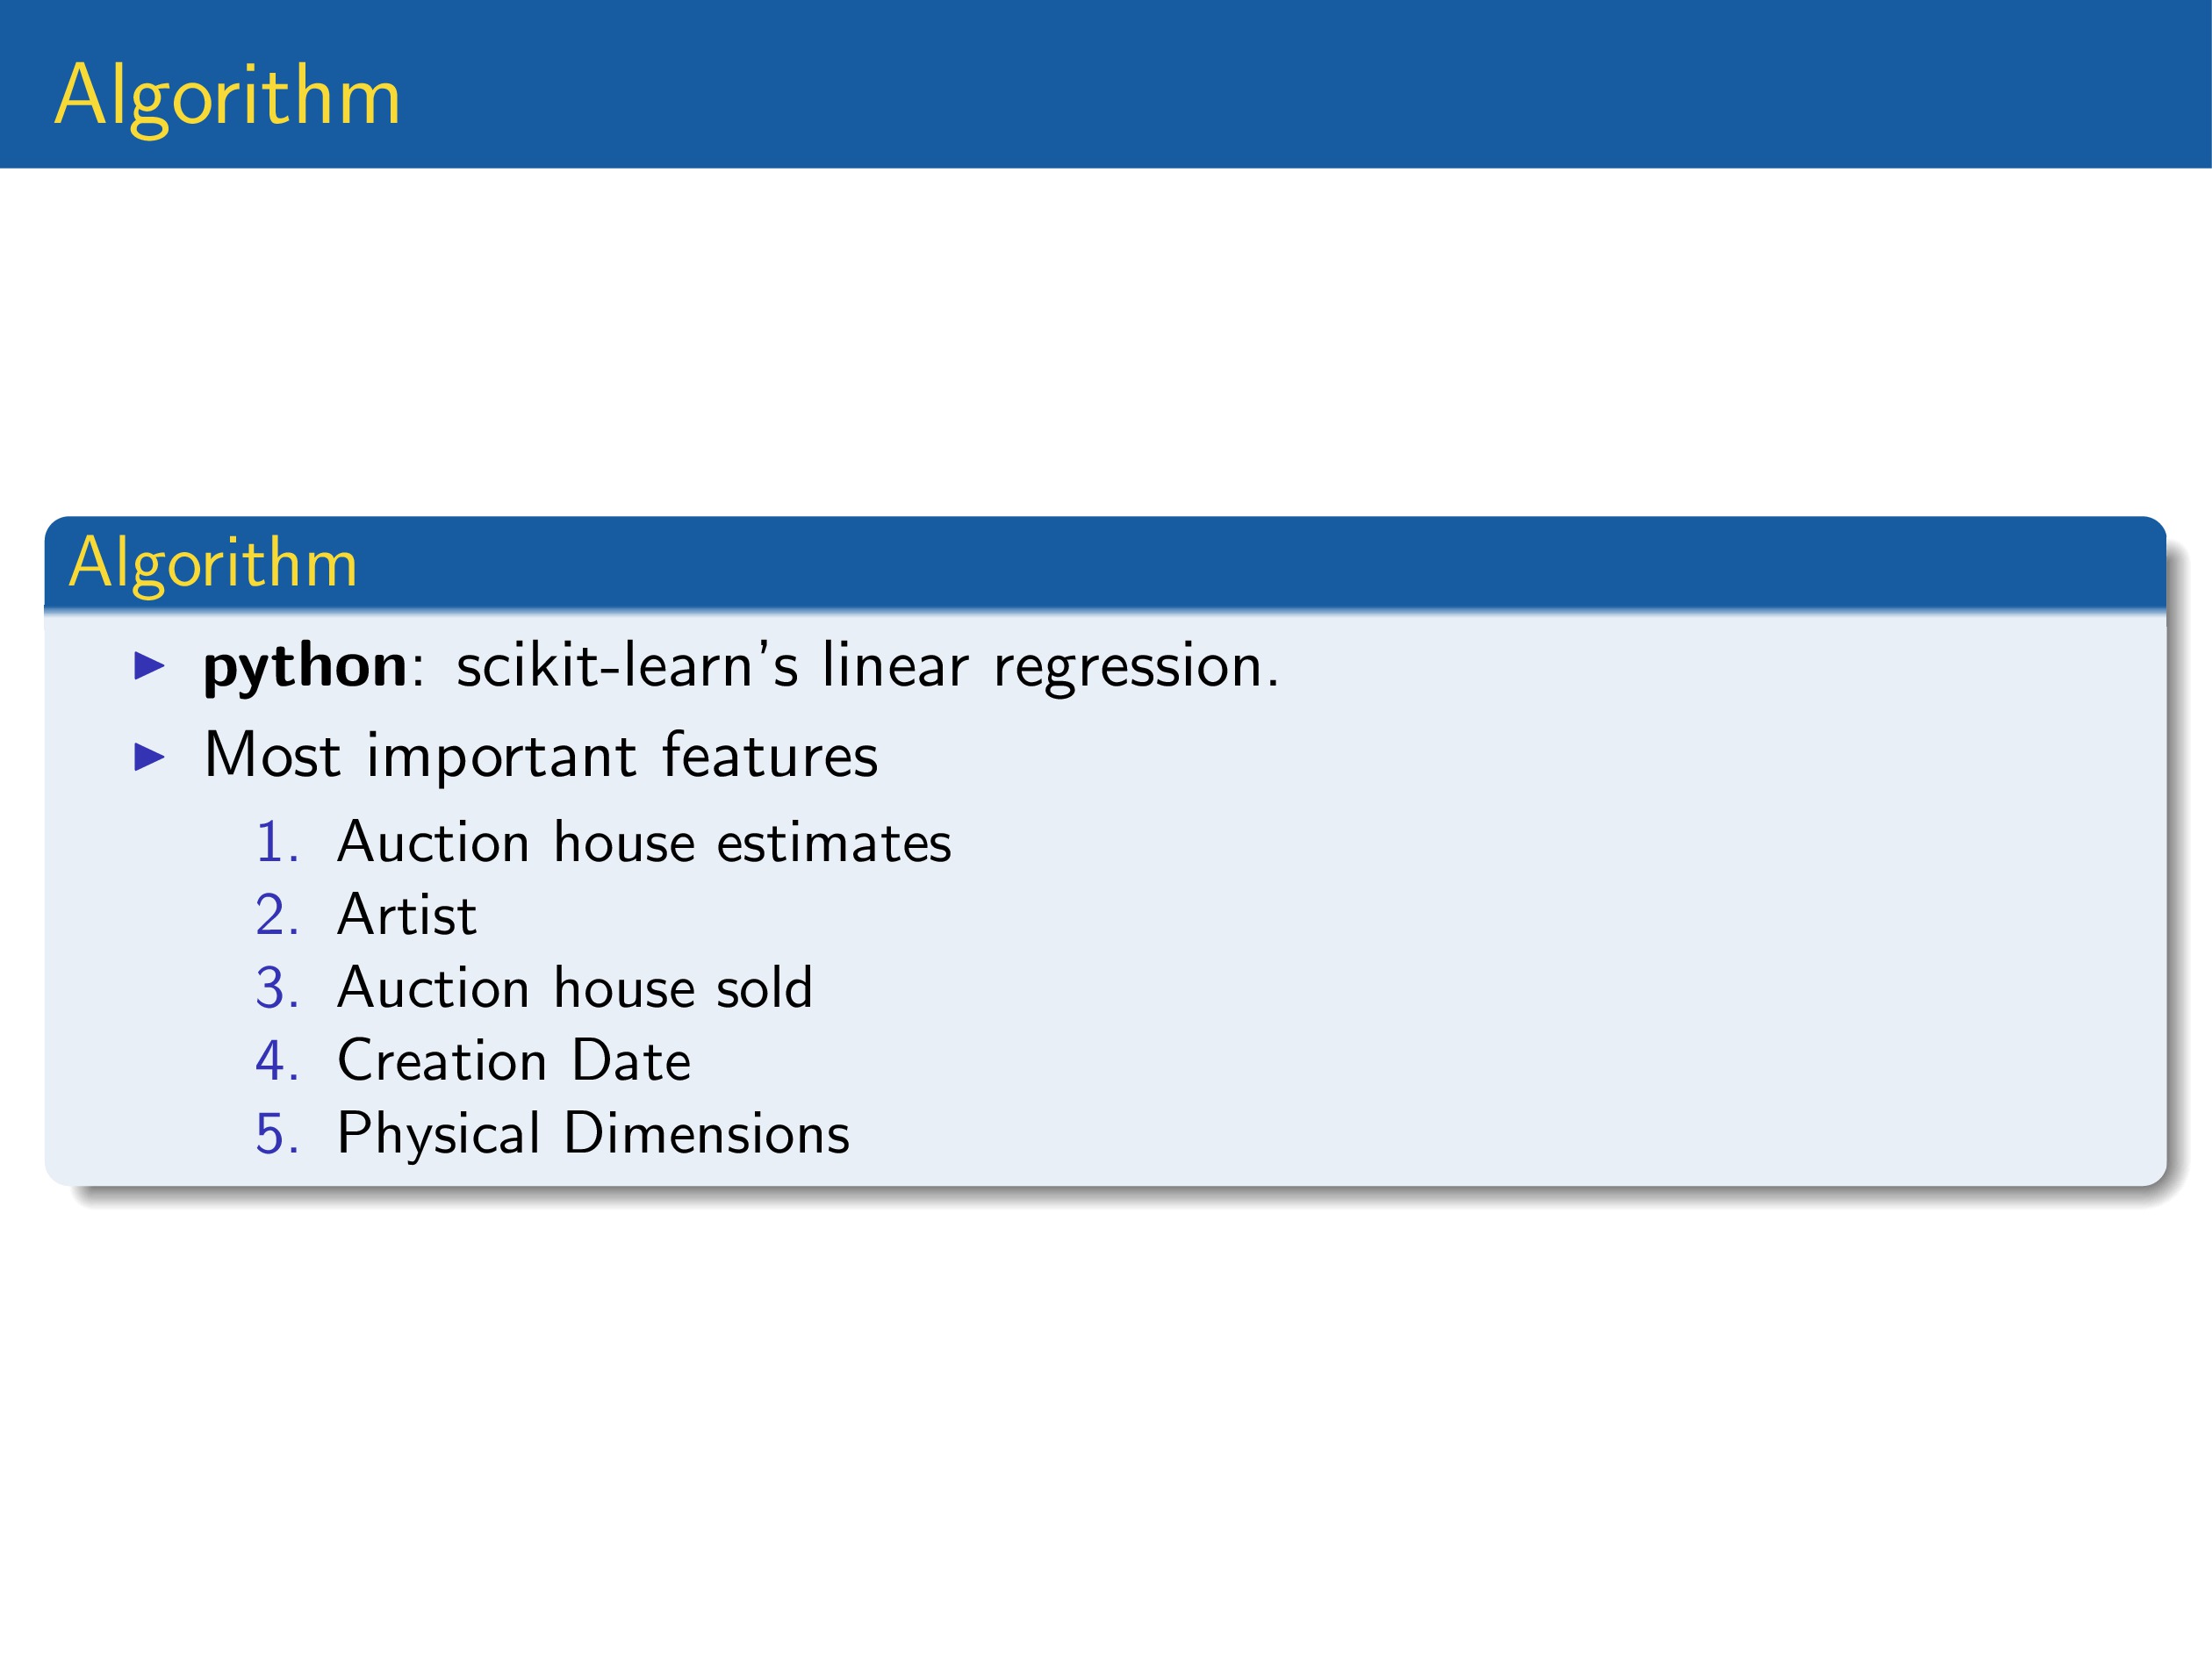 Algorithm
Algorithm
▶ python: scikit-learn's linear regression.
▶ Most important features
1. Auction house estimates
2. Artist
3. Auction house sold
4. Creation Date
5. Physical Dimensions